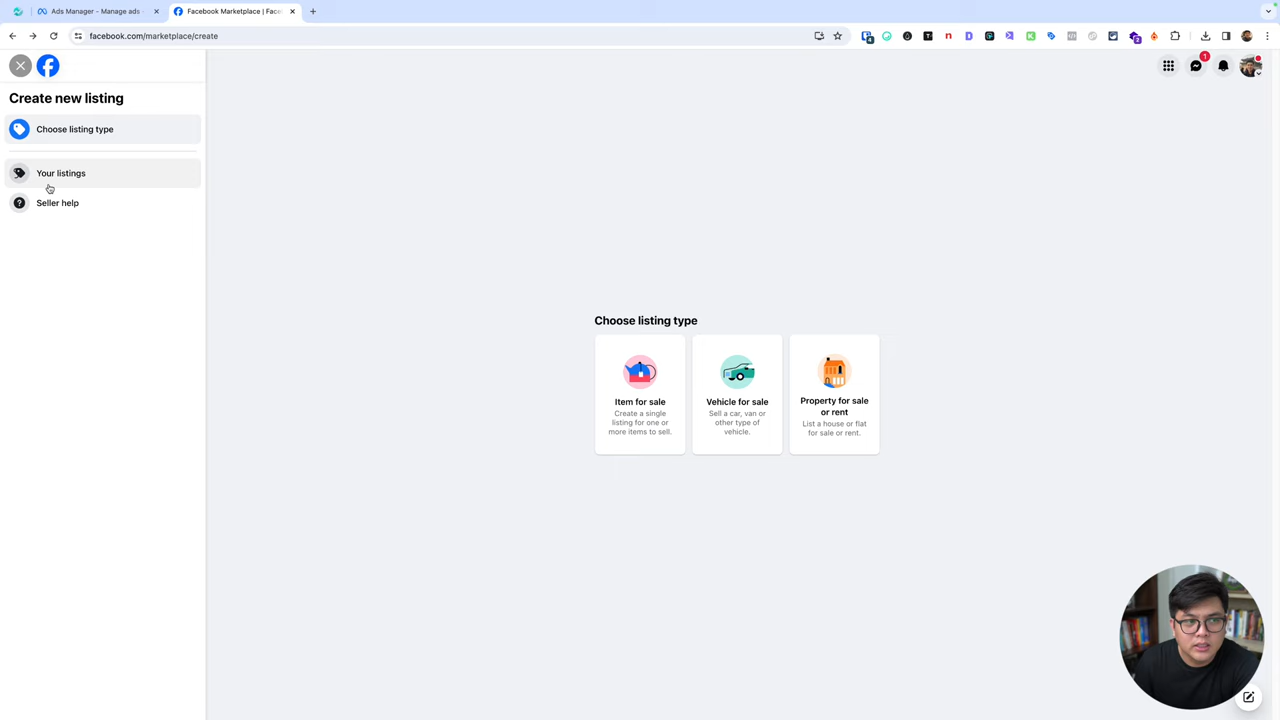 Ads Manager - Manage ads
Facebook Marketplace | Face
facebook.com/marketplace/create
4
2
1
Create new listing
Choose listing type
Your listings
Seller help
Choose listing type
Item for sale
Create a single
listing for one or
more items to sell.
Vehicle for sale
Sell a car, van or
other type of
vehicle.
Property for sale
or rent
List a house or flat
for sale or rent.